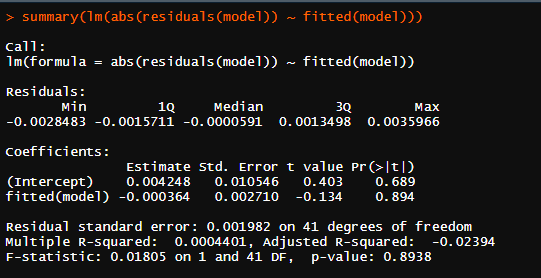 > summary(lm(abs(residuals(model)) ~ fitted(model)))
Call:
lm(formula = abs(residuals(model)) ~ fitted(model))
Residuals:
Min 1Q Median 3Q Max
-0.0028483 -0.0015711 -0.0000591 0.0013498 0.0035966
Coefficients:
Estimate Std. Error t value Pr(>|t|)
(Intercept) 0.004248 0.010546 0.403 0.689
fitted(model) -0.000364 0.002710 -0.134 0.894
Residual standard error: 0.001982 on 41 degrees of freedom
Multiple R-squared: 0.0004401, Adjusted R-squared: -0.02394
F-statistic: 0.01805 on 1 and 41 DF, p-value: 0.8938